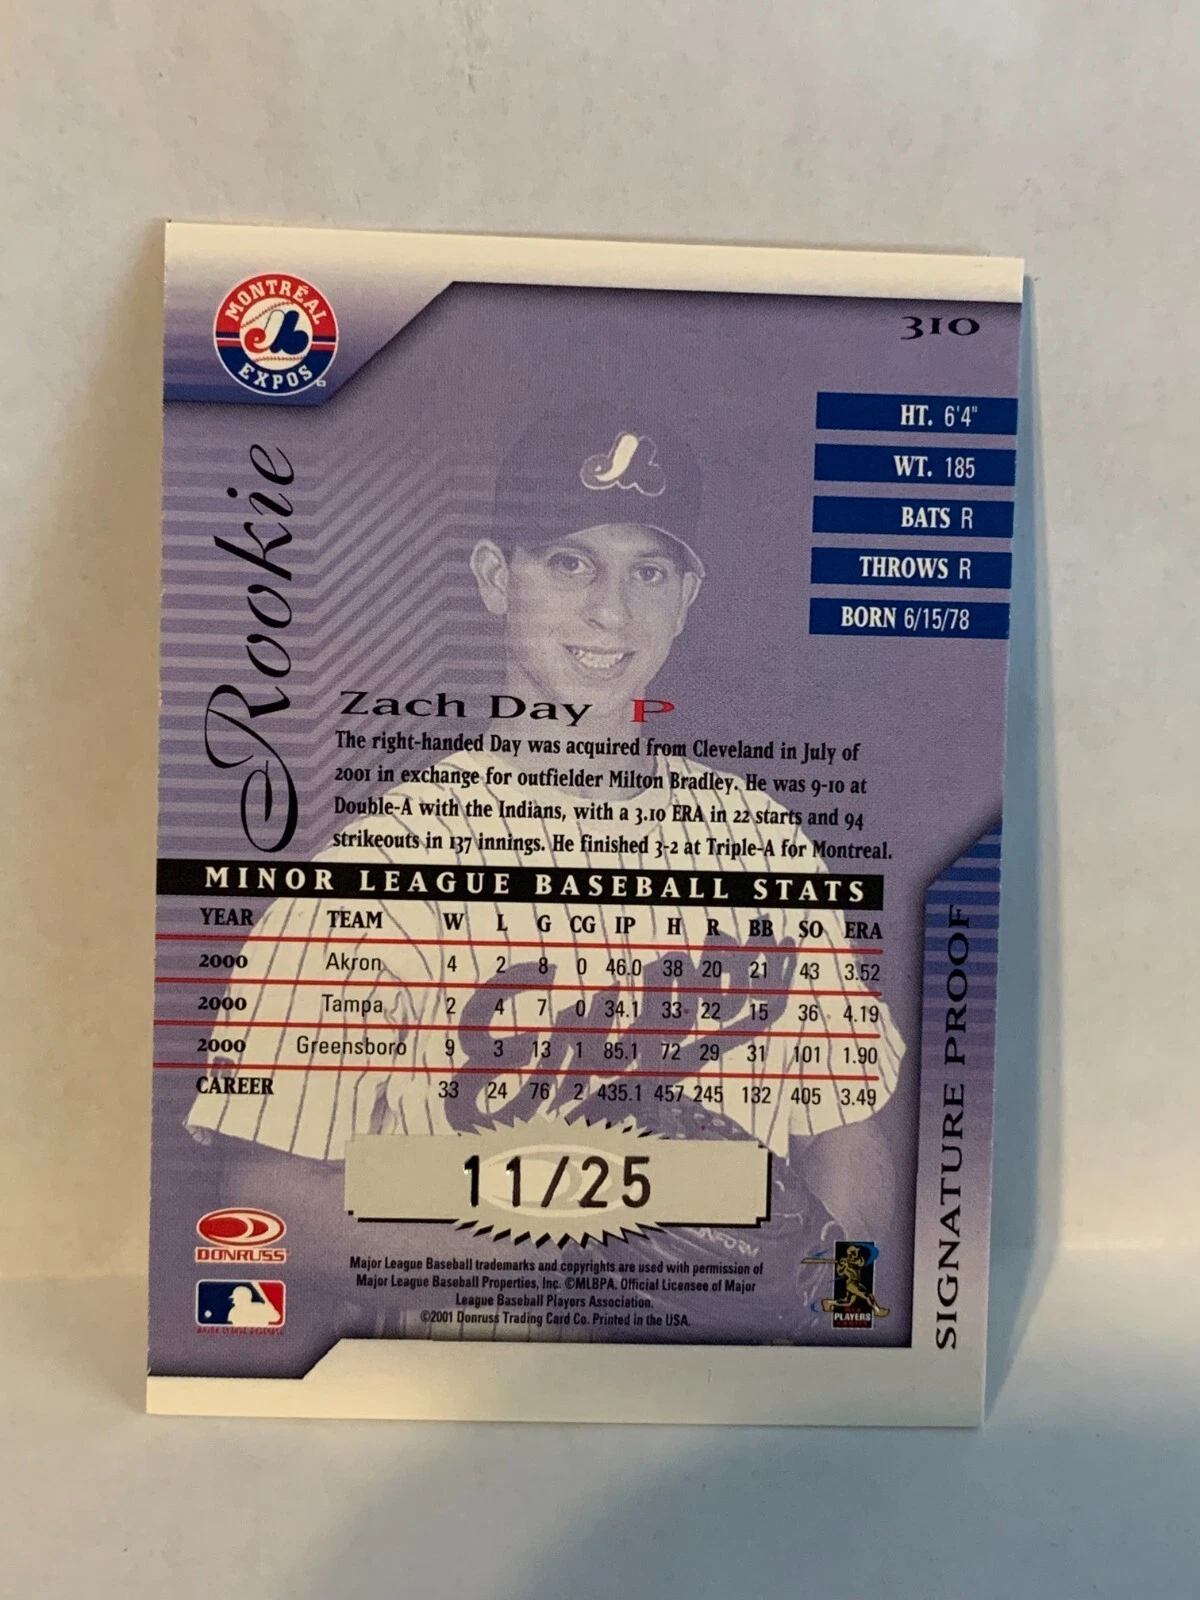 MONTRÉAL
EXPOS
310
HT. 6'4"
WT. 185
BATS R
THROWS R
BORN 6/15/78
Rookie
Zach Day P
The right-handed Day was acquired from Cleveland in July of
2001 in exchange for outfielder Milton Bradley. He was 9-10 at
Double-A with the Indians, with a 3.10 ERA in 22 starts and 94
strikeouts in 137 innings. He finished 3-2 at Triple-A for Montreal.
MINOR LEAGUE BASEBALL STATS
YEAR TEAM W L G CG IP H R BB SO ERA
2000 Akron 4 2 8 0 46.0 38 20 21 43 3.52
2000 Tampa 2 4 7 0 34.1 33 22 15 36 4.19
2000 Greensboro 9 3 13 1 85.1 72 29 31 101 1.90
CAREER 33 24 76 2 435.1 457 245 132 405 3.49
SIGNATURE PROOF
11/25
DONRUSS
Major League Baseball trademarks and copyrights are used with permission of
Major League Baseball Properties, Inc. ©MLBPA. Official Licensee of Major
League Baseball Players Association.
©2001 Donruss Trading Card Co. Printed in the USA.
PLAYERS